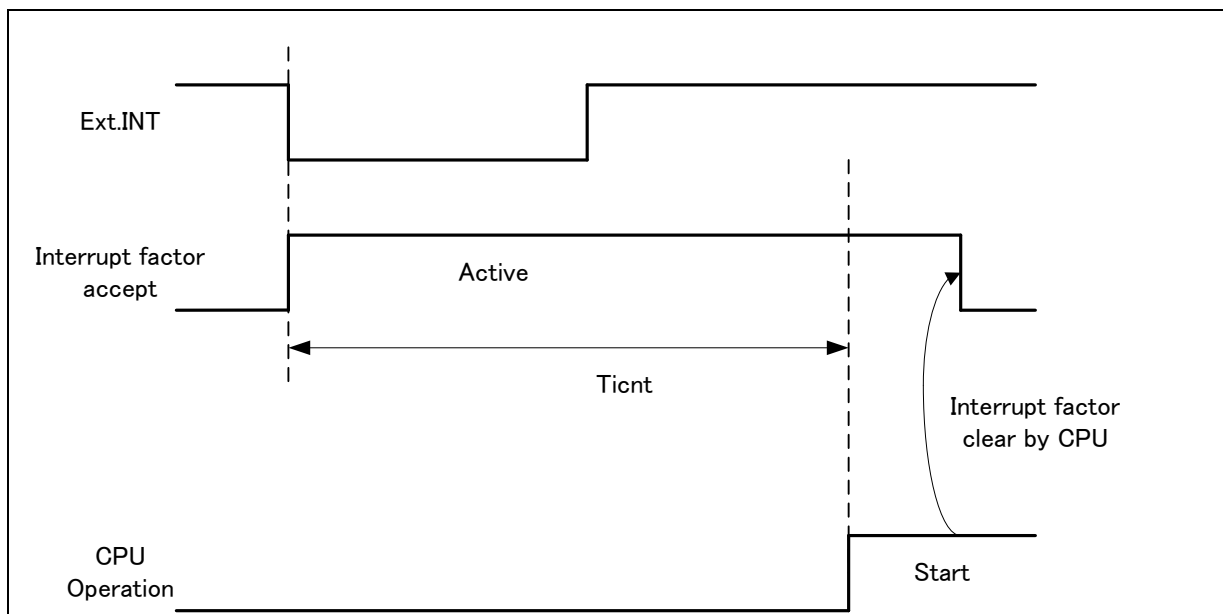 Ext.INT
Interrupt factor
accept
Active
Ticnt
Interrupt factor
clear by CPU
CPU
Operation
Start